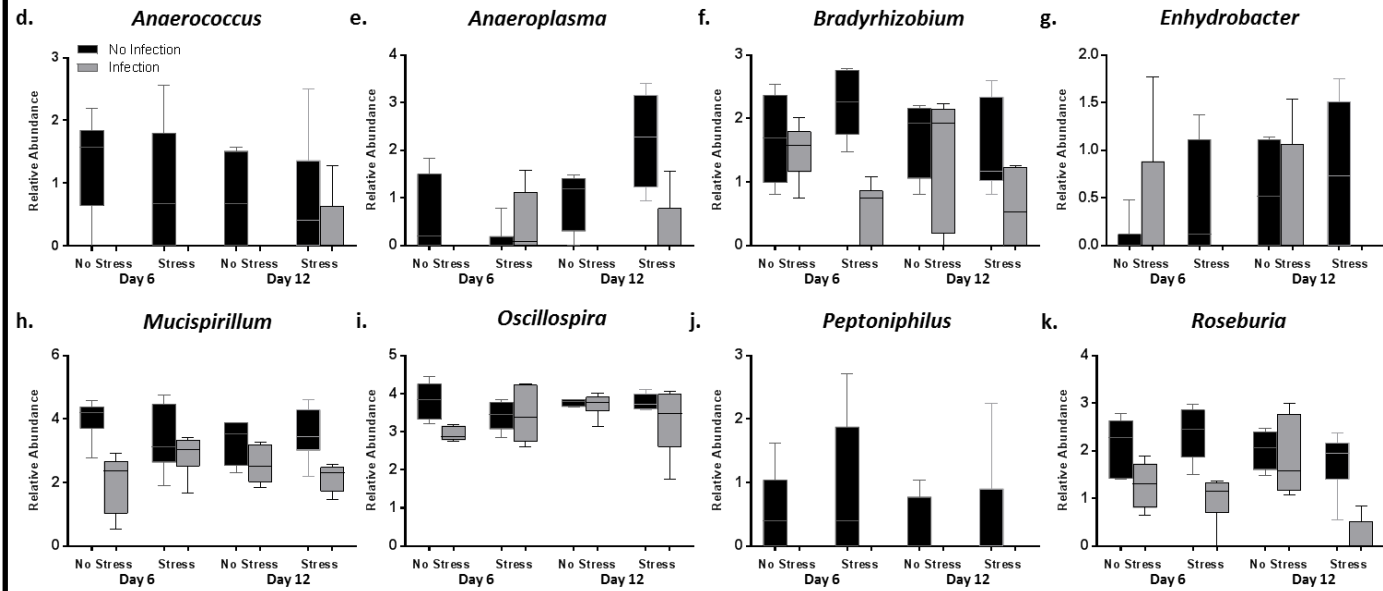 d. Anaerococcus
No Infection
Infection
Relative Abundance
3
2
1
0
No Stress Stress No Stress Stress
Day 6 Day 12
e. Anaeroplasma
Relative Abundance
4
3
2
1
0
No Stress Stress No Stress Stress
Day 6 Day 12
f. Bradyrhizobium
Relative Abundance
3
2
1
0
No Stress Stress No Stress Stress
Day 6 Day 12
g. Enhydrobacter
Relative Abundance
2.0
1.5
1.0
0.5
0.0
No Stress Stress No Stress Stress
Day 6 Day 12
h. Mucispirillum
Relative Abundance
6
4
2
0
No Stress Stress No Stress Stress
Day 6 Day 12
i. Oscillospira
Relative Abundance
5
4
3
2
1
0
No Stress Stress No Stress Stress
Day 6 Day 12
j. Peptoniphilus
Relative Abundance
3
2
1
0
No Stress Stress No Stress Stress
Day 6 Day 12
k. Roseburia
Relative Abundance
4
3
2
1
0
No Stress Stress No Stress Stress
Day 6 Day 12